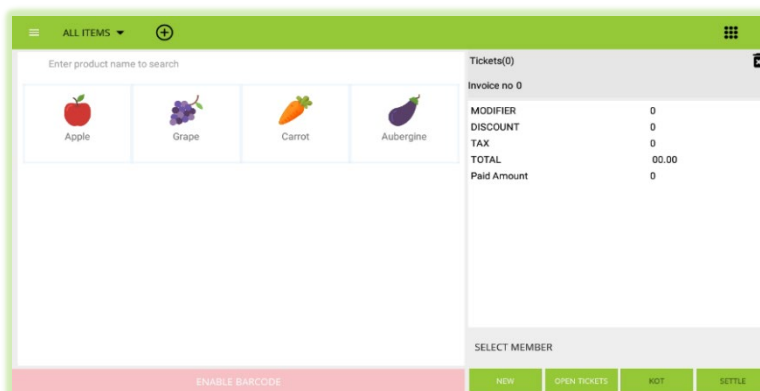 ALL ITEMS
Enter product name to search
Apple
Grape
Carrot
Aubergine
Tickets(0)
Invoice no 0
MODIFIER 0
DISCOUNT 0
TAX 0
TOTAL 00.00
Paid Amount 0
SELECT MEMBER
ENABLE BARCODE
NEW
OPEN TICKETS
KOT
SETTLE